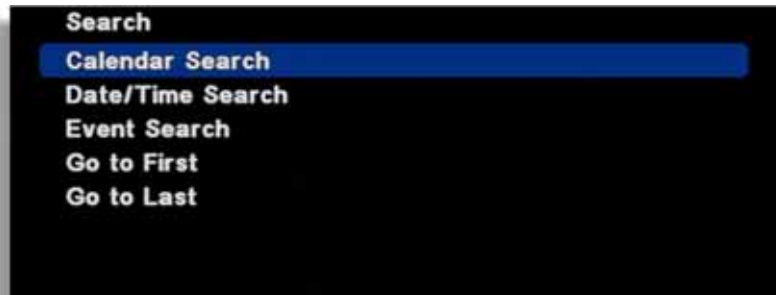 Search
Calendar Search
Date/Time Search
Event Search
Go to First
Go to Last